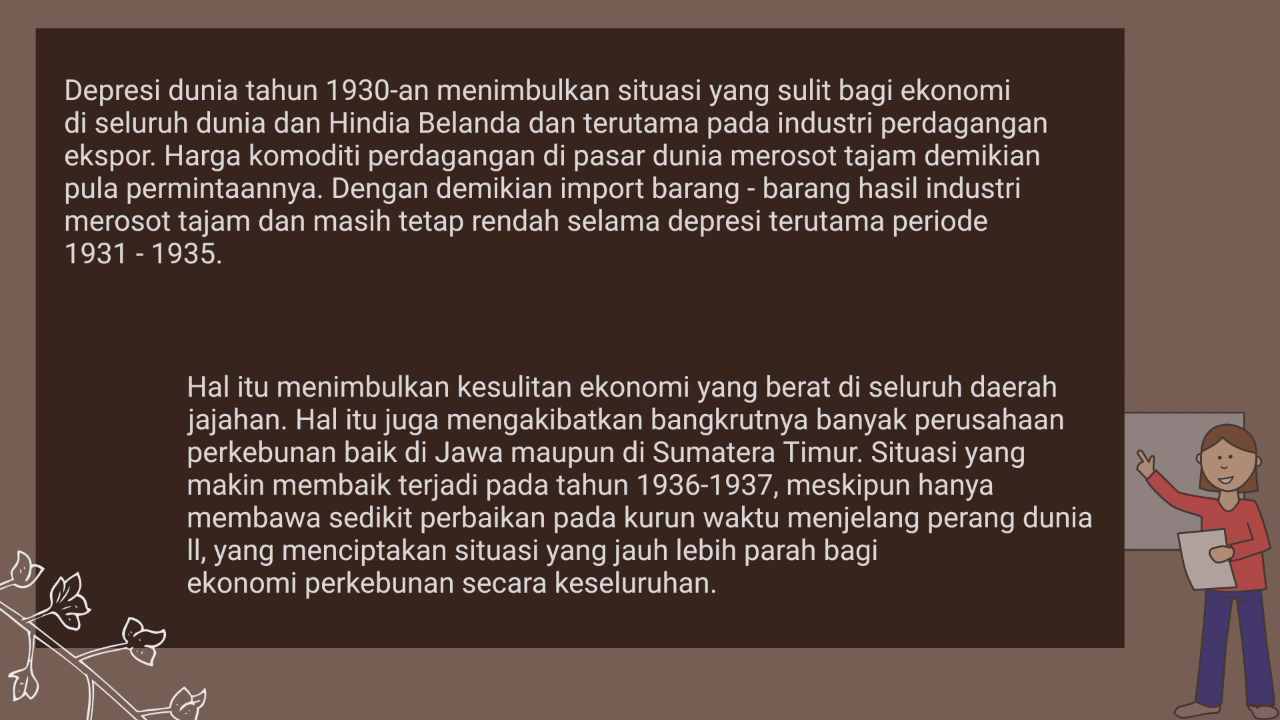 Depresi dunia tahun 1930-an menimbulkan situasi yang sulit bagi ekonomi
di seluruh dunia dan Hindia Belanda dan terutama pada industri perdagangan
ekspor. Harga komoditi perdagangan di pasar dunia merosot tajam demikian
pula permintaannya. Dengan demikian import barang - barang hasil industri
merosot tajam dan masih tetap rendah selama depresi terutama periode
1931 - 1935.
Hal itu menimbulkan kesulitan ekonomi yang berat di seluruh daerah
jajahan. Hal itu juga mengakibatkan bangkrutnya banyak perusahaan
perkebunan baik di Jawa maupun di Sumatera Timur. Situasi yang
makin membaik terjadi pada tahun 1936-1937, meskipun hanya
membawa sedikit perbaikan pada kurun waktu menjelang perang dunia
ll, yang menciptakan situasi yang jauh lebih parah bagi
ekonomi perkebunan secara keseluruhan.